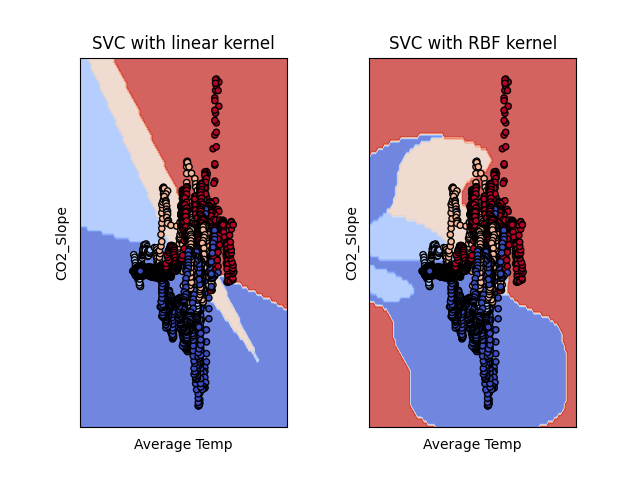 SVC with linear kernel
SVC with RBF kernel
CO2_Slope
CO2_Slope
Average Temp
Average Temp